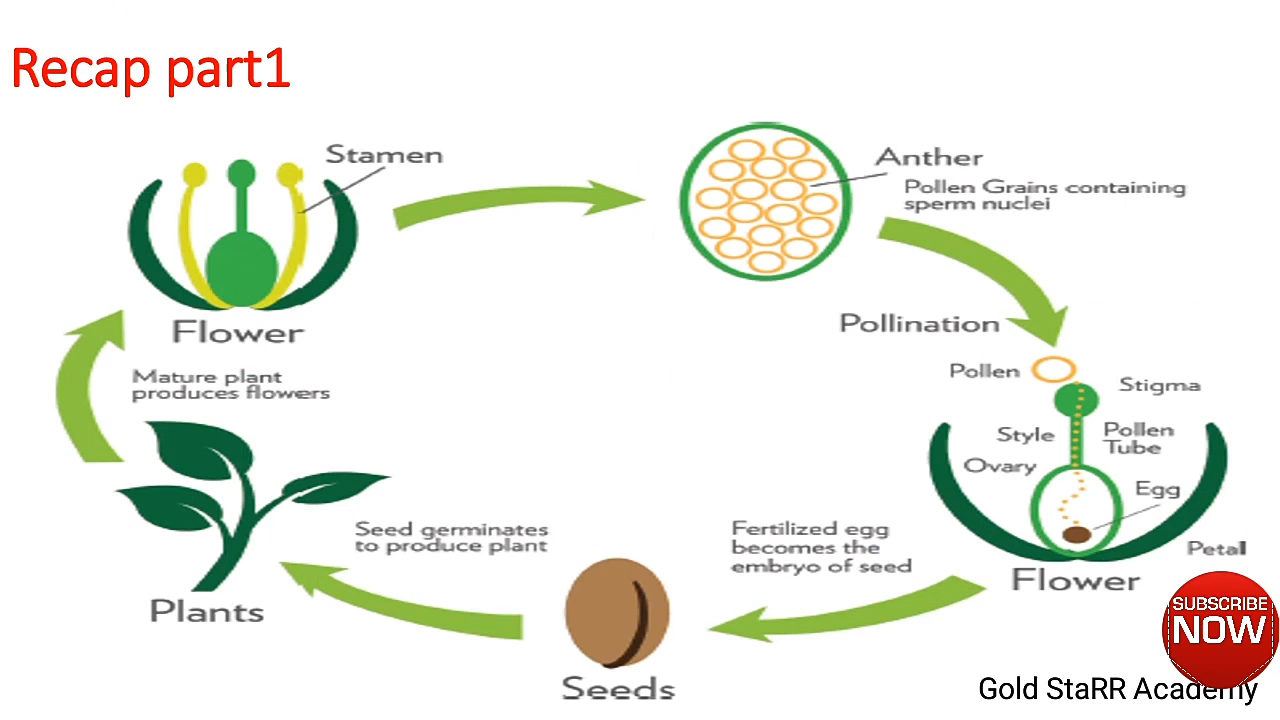 Recap part1
Stamen
Flower
Anther
Pollen Grains containing
sperm nuclei
Pollination
Pollen
Stigma
Style
Pollen
Tube
Ovary
Egg
Petal
Flower
Fertilized egg
becomes the
embryo of seed
Seeds
Seed germinates
to produce plant
Plants
Mature plant
produces flowers
SUBSCRIBE
NOW
Gold StaRR Academy